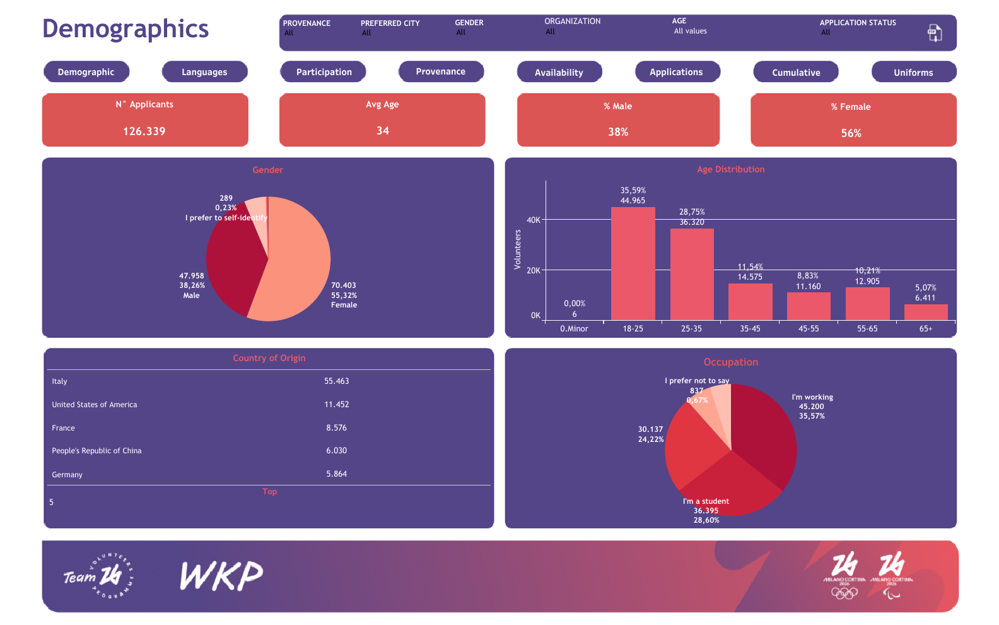 Demographics
PROVENANCE
All
PREFERRED CITY
All
GENDER
All
ORGANIZATION
All
AGE
All values
APPLICATION STATUS
All
PDF
Demographic
Languages
Participation
Provenance
Availability
Applications
Cumulative
Uniforms
N° Applicants
126.339
Avg Age
34
% Male
38%
% Female
56%
Gender
289
0,23%
I prefer to self-identify
47.958
38,26%
Male
70.403
55,32%
Female
Age Distribution
Volunteers
40K
20K
0K
0,00%
6
35,59%
44.965
28,75%
36.320
11,54%
14.575
8,83%
11.160
10,21%
12.905
5,07%
6.411
0.Minor
18-25
25-35
35-45
45-55
55-65
65+
Country of Origin
Italy 55.463
United States of America 11.452
France 8.576
People's Republic of China 6.030
Germany 5.864
Top
5
Occupation
I prefer not to say
837
0,67%
I'm working
45.200
35,57%
30.137
24,22%
I'm a student
36.395
28,60%
Team 26
VOLUNTEERS
PROGRAMME
WKP
26
MILANO CORTINA
2026
26
MILANO CORTINA
2026